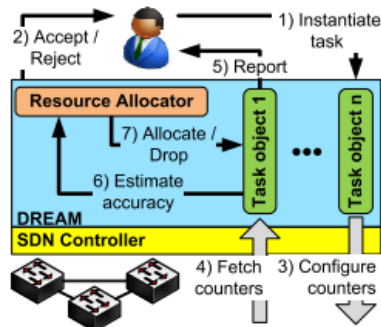 2) Accept /
Reject
1) Instantiate
task
5) Report
Resource Allocator
7) Allocate /
Drop
6) Estimate
accuracy
Task object 1
•••
Task object n
DREAM
SDN Controller
4) Fetch
counters
3) Configure
counters